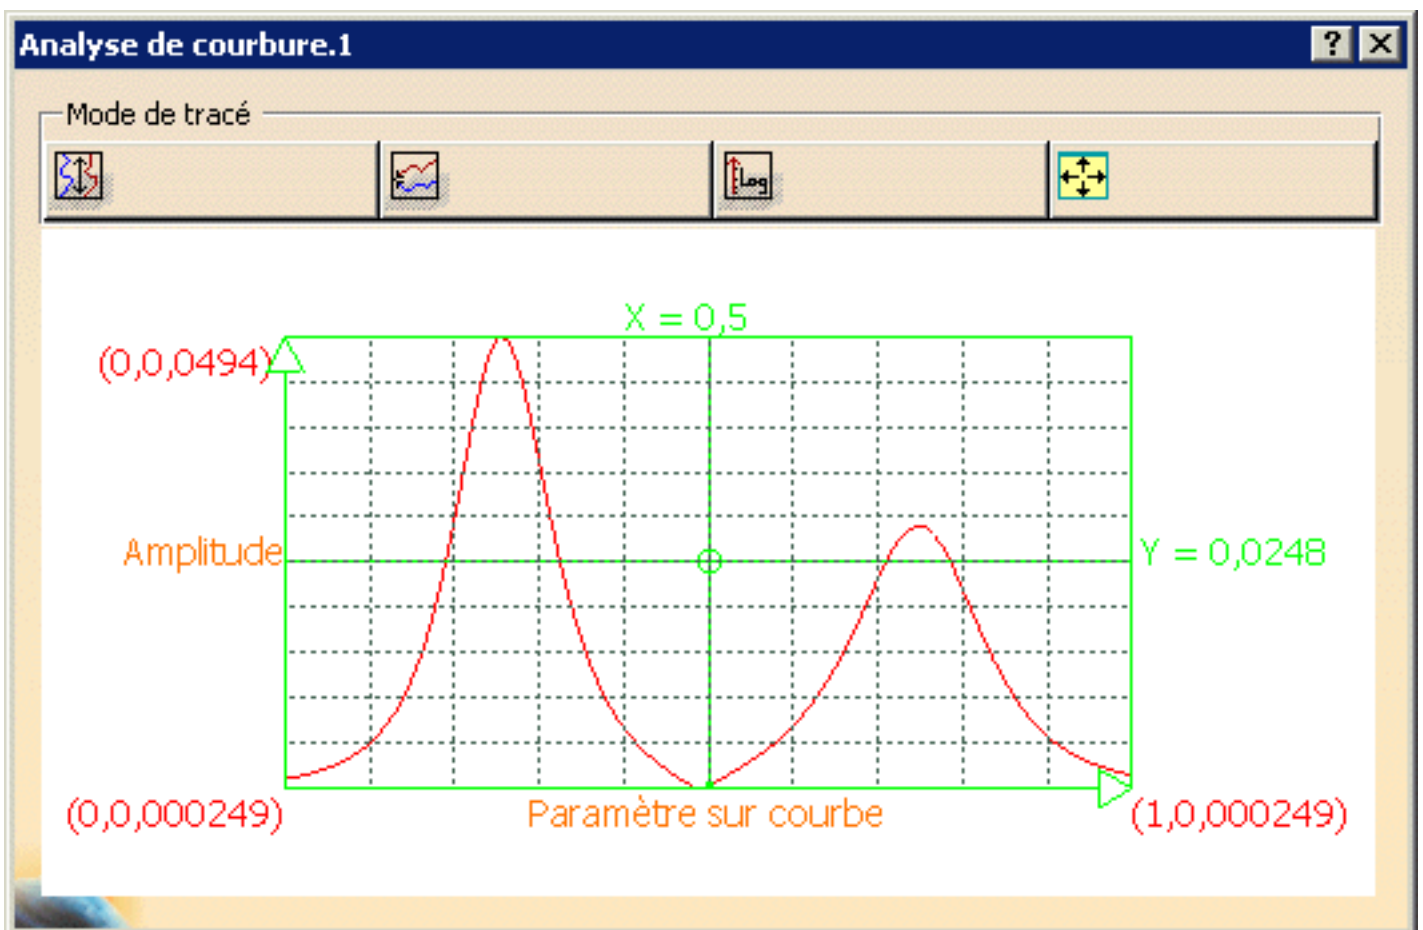 Analyse de courbure.1
Mode de tracé
Log
X = 0,5
(0,0,0494)
Amplitude
Y = 0,0248
(0,0,000249)
Paramètre sur courbe
(1,0,000249)